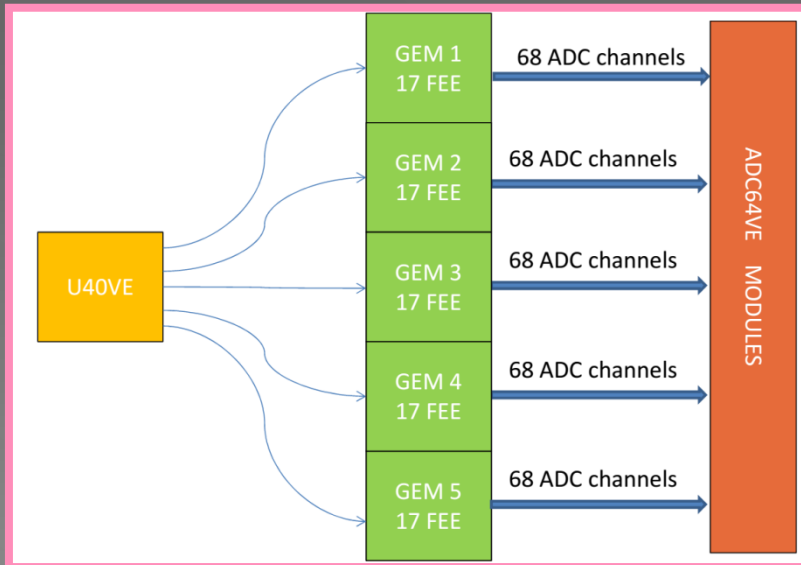 GEM 1
17 FEE
68 ADC channels
GEM 2
17 FEE
68 ADC channels
U40VE
GEM 3
17 FEE
68 ADC channels
GEM 4
17 FEE
68 ADC channels
GEM 5
17 FEE
68 ADC channels
ADC64VE MODULES